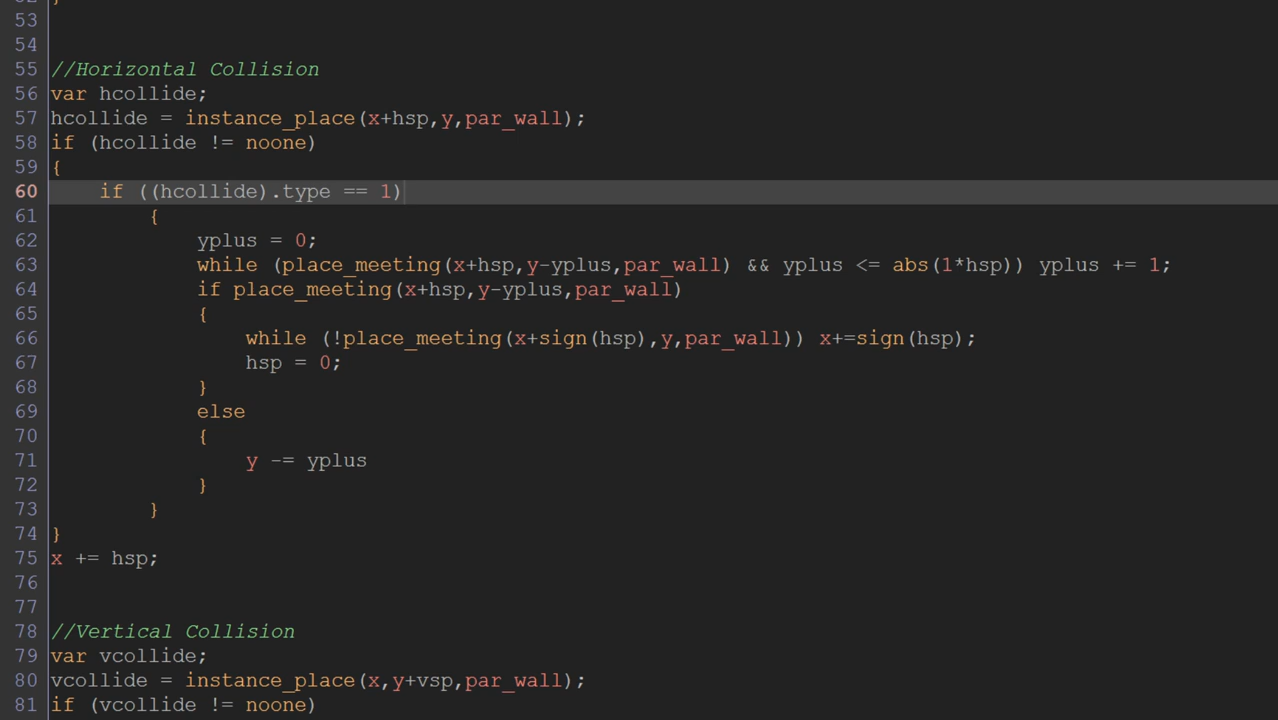 53
54
55 //Horizontal Collision
56 var hcollide;
57 hcollide = instance_place(x+hsp,y,par_wall);
58 if (hcollide != noone)
59 {
60     if ((hcollide).type == 1)
61         {
62             yplus = 0;
63             while (place_meeting(x+hsp,y-yplus,par_wall) && yplus <= abs(1*hsp)) yplus += 1;
64             if place_meeting(x+hsp,y-yplus,par_wall)
65             {
66                 while (!place_meeting(x+sign(hsp),y,par_wall)) x+=sign(hsp);
67                 hsp = 0;
68             }
69             else
70             {
71                 y -= yplus
72             }
73         }
74 }
75 x += hsp;
76
77
78 //Vertical Collision
79 var vcollide;
80 vcollide = instance_place(x,y+vsp,par_wall);
81 if (vcollide != noone)